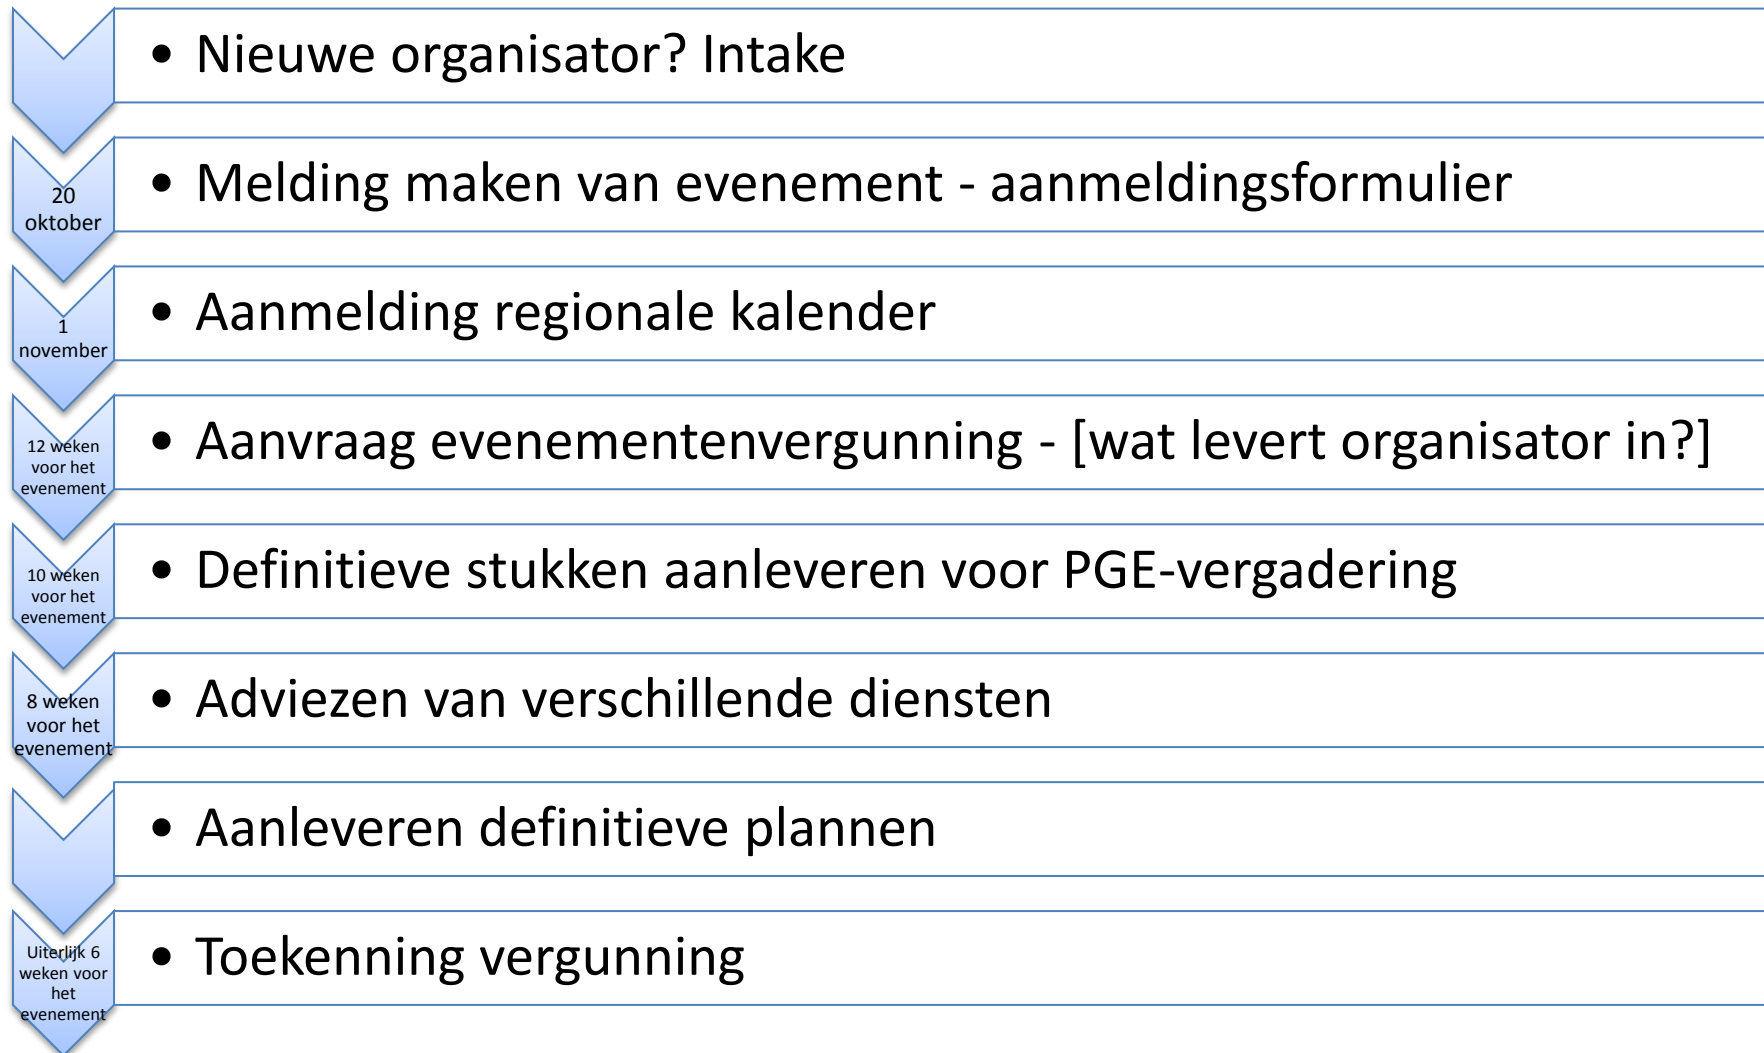 • Nieuwe organisator? Intake
20
oktober
• Melding maken van evenement - aanmeldingsformulier
1
november
• Aanmelding regionale kalender
12 weken
voor het
evenement
• Aanvraag evenementenvergunning - [wat levert organisator in?]
10 weken
voor het
evenement
• Definitieve stukken aanleveren voor PGE-vergadering
8 weken
voor het
evenement
• Adviezen van verschillende diensten
• Aanleveren definitieve plannen
Uiterlijk 6
weken voor
het
evenement
• Toekenning vergunning